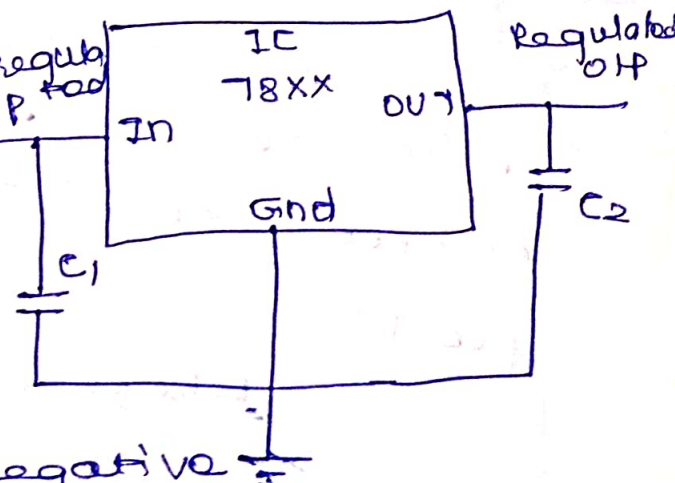 IC
78XX
Regulated
O/P
In
OUT
Gnd
C1
C2